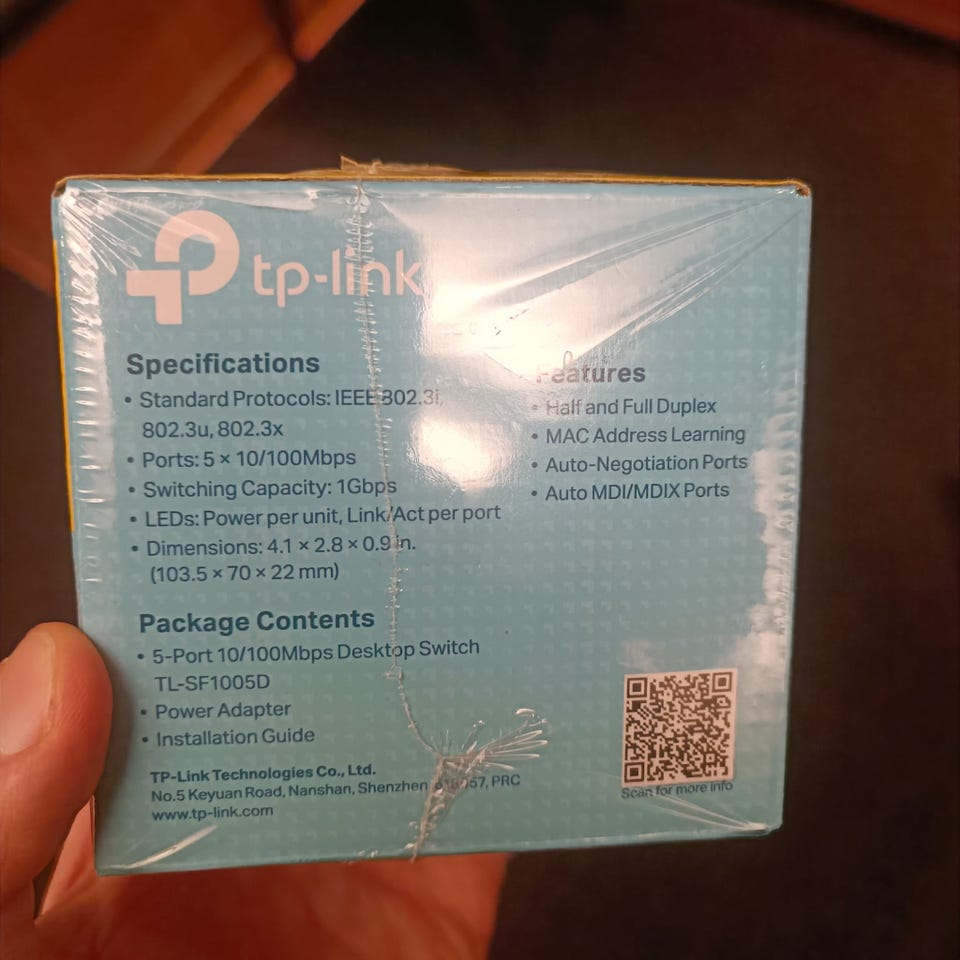 tp-link
Specifications
• Standard Protocols: IEEE 802.3i,
802.3u, 802.3x
• Ports: 5 × 10/100Mbps
• Switching Capacity: 1Gbps
• LEDs: Power per unit, Link/Act per port
• Dimensions: 4.1 × 2.8 × 0.9 in.
(103.5 × 70 × 22 mm)
Features
• Half and Full Duplex
• MAC Address Learning
• Auto-Negotiation Ports
• Auto MDI/MDIX Ports
Package Contents
• 5-Port 10/100Mbps Desktop Switch
TL-SF1005D
• Power Adapter
• Installation Guide
TP-Link Technologies Co., Ltd.
No.5 Keyuan Road, Nanshan, Shenzhen PRC
www.tp-link.com
Scan for more info